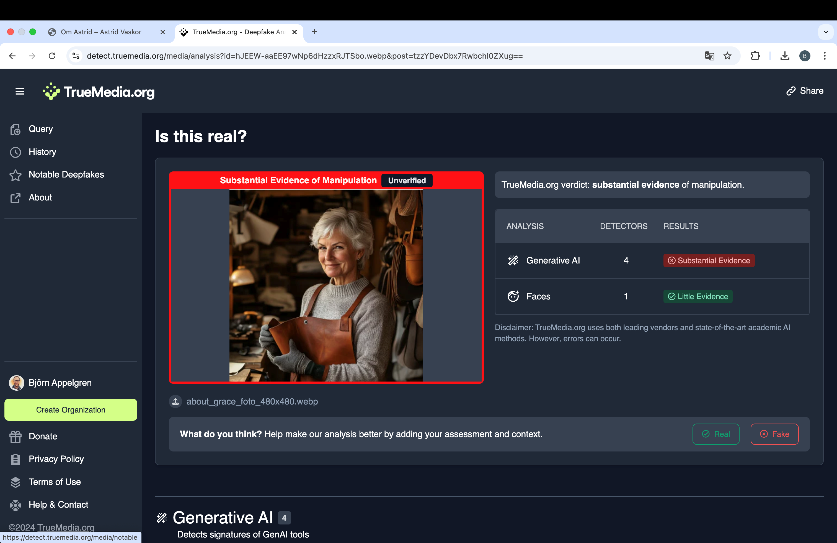 Om Astrid – Astrid Vaskor
TrueMedia.org - Deepfake An
detect.truemedia.org/media/analysis?id=hJEEW-aaEE97wNp6dHzzxRJTSbo.webp&post=tzzYDevDbx7RwbchI0ZXug==
B
TrueMedia.org
Share
Query
History
Notable Deepfakes
About
Is this real?
Substantial Evidence of Manipulation Unverified
TrueMedia.org verdict: substantial evidence of manipulation.
ANALYSIS DETECTORS RESULTS
Generative AI 4 Substantial Evidence
Faces 1 Little Evidence
Disclaimer: TrueMedia.org uses both leading vendors and state-of-the-art academic AI
methods. However, errors can occur.
about_grace_foto_480x480.webp
What do you think? Help make our analysis better by adding your assessment and context.
Real
Fake
Björn Appelgren
Create Organization
Donate
Privacy Policy
Terms of Use
Help & Contact
©2024 TrueMedia.org
https://detect.truemedia.org/media/notable
Generative AI 4
Detects signatures of GenAI tools